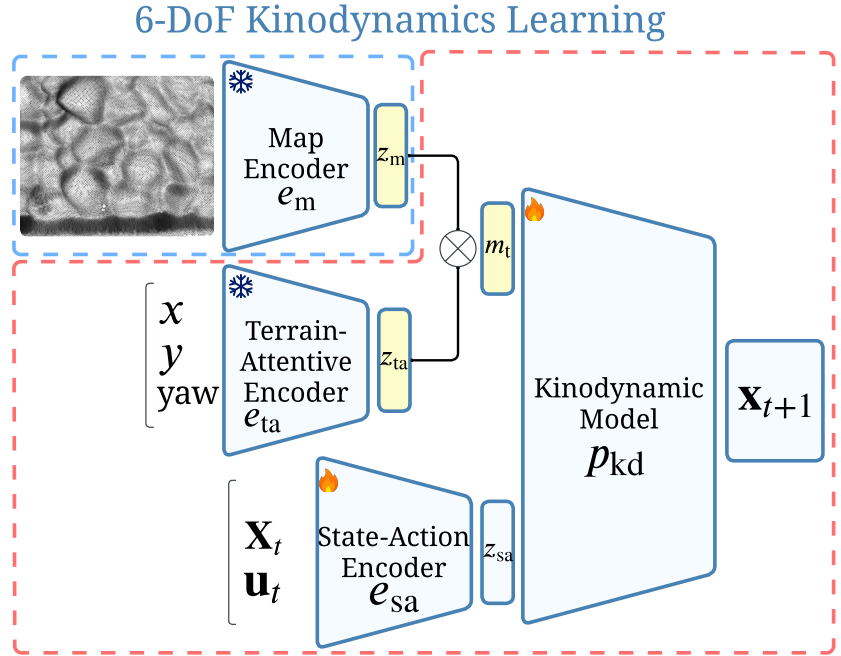 6-DoF Kinodynamics Learning
Map
Encoder
e_m
z_m
m_t
x
y
yaw
Terrain-
Attentive
Encoder
e_ta
z_ta
Kinodynamic
Model
p_kd
x_{t+1}
X_t
u_t
State-Action
Encoder
e_sa
z_sa